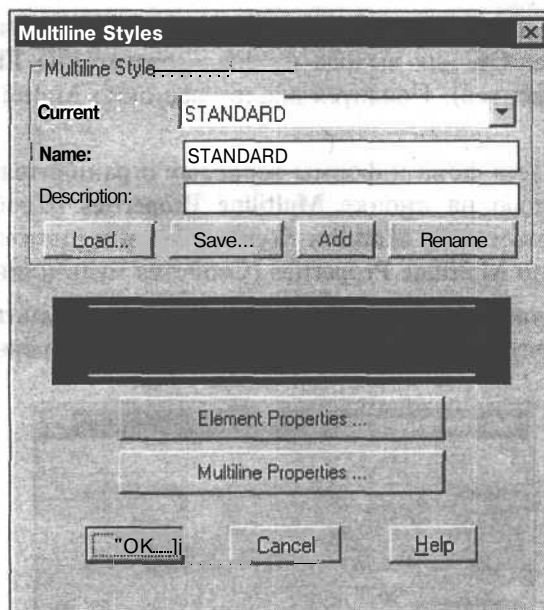 Multiline Styles
Multiline Style
Current STANDARD
Name: STANDARD
Description:
Load... Save... Add Rename
Element Properties ...
Multiline Properties ...
"OK......]i Cancel Help